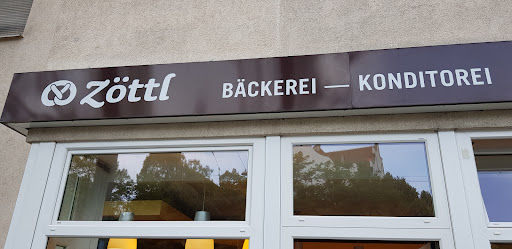 Zöttl BÄCKEREI — KONDITOREI